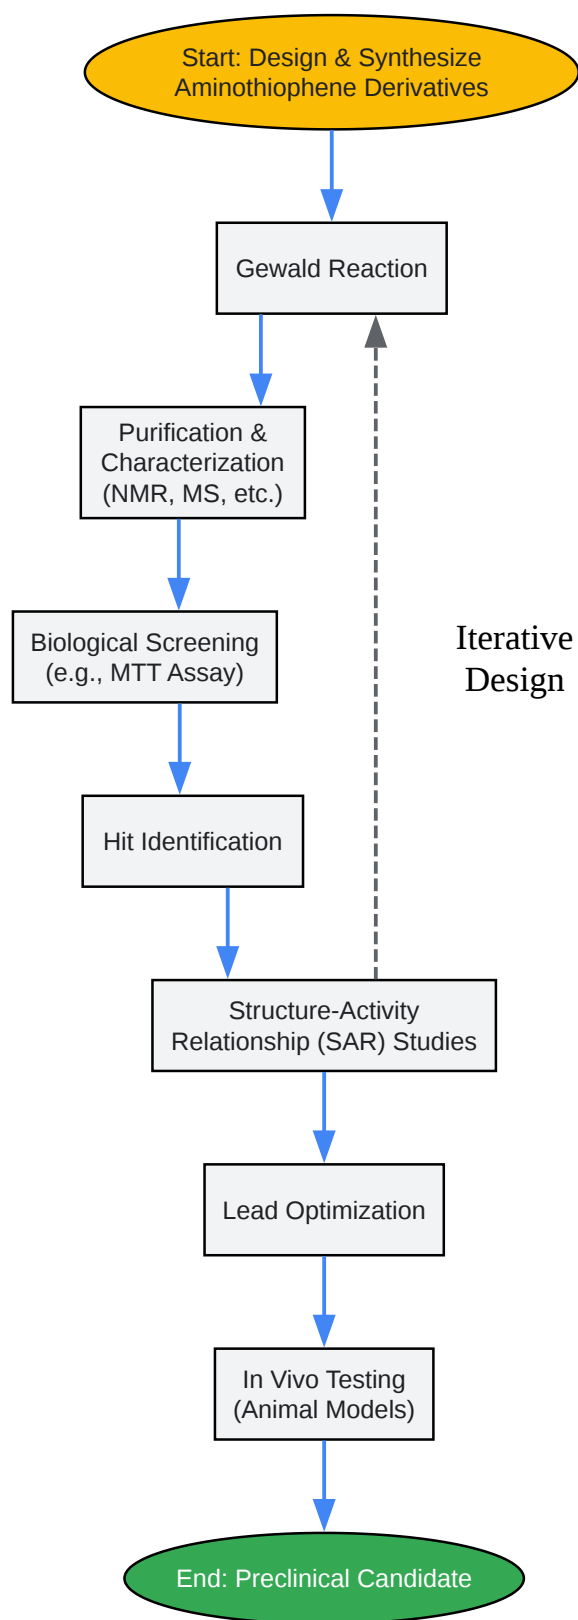 Start: Design & Synthesize
Aminothiophene Derivatives
Gewald Reaction
Purification &
Characterization
(NMR, MS, etc.)
Biological Screening
(e.g., MTT Assay)
Iterative
Design
Hit Identification
Structure-Activity
Relationship (SAR) Studies
Lead Optimization
In Vivo Testing
(Animal Models)
End: Preclinical Candidate